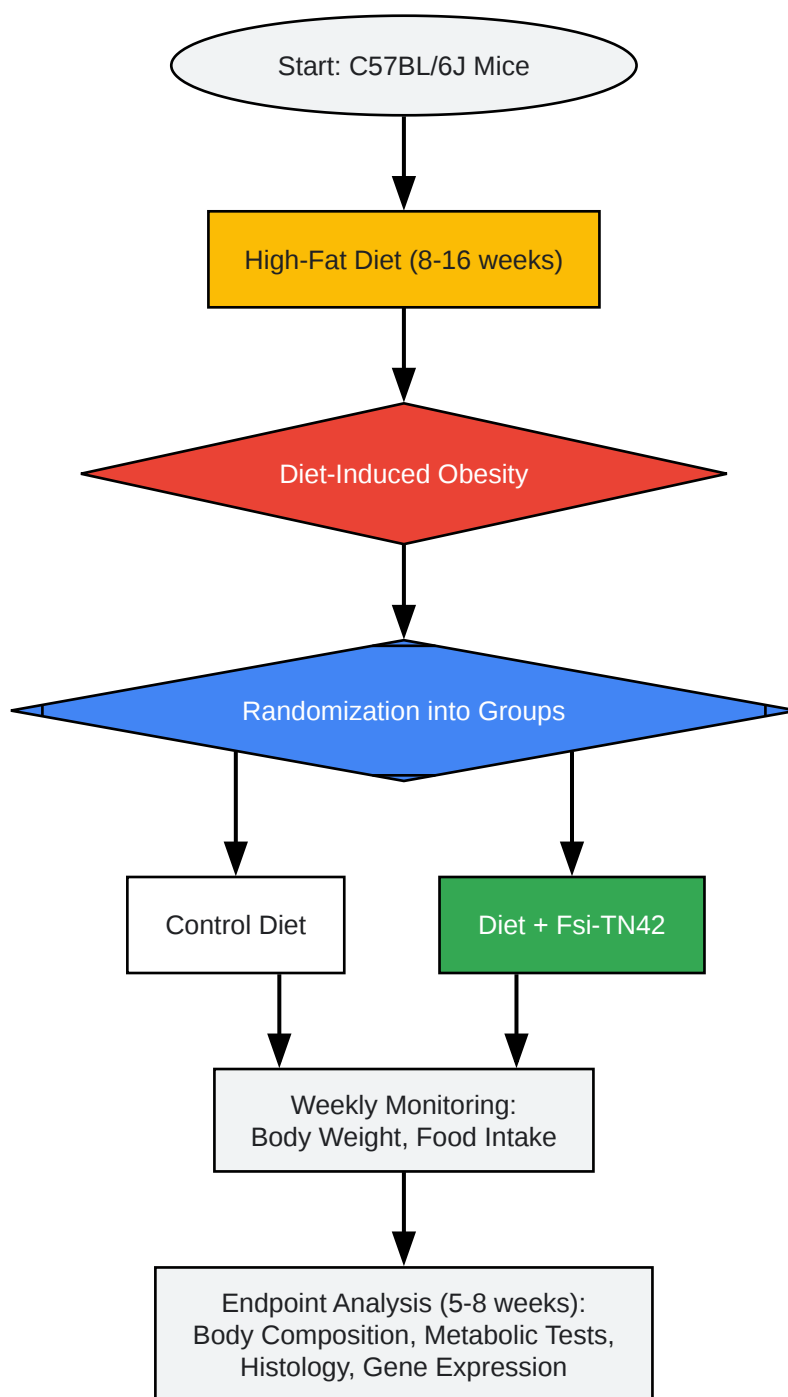 Start: C57BL/6J Mice
High-Fat Diet (8-16 weeks)
Diet-Induced Obesity
Randomization into Groups
Control Diet
Diet + Fsi-TN42
Weekly Monitoring:
Body Weight, Food Intake
Endpoint Analysis (5-8 weeks):
Body Composition, Metabolic Tests,
Histology, Gene Expression